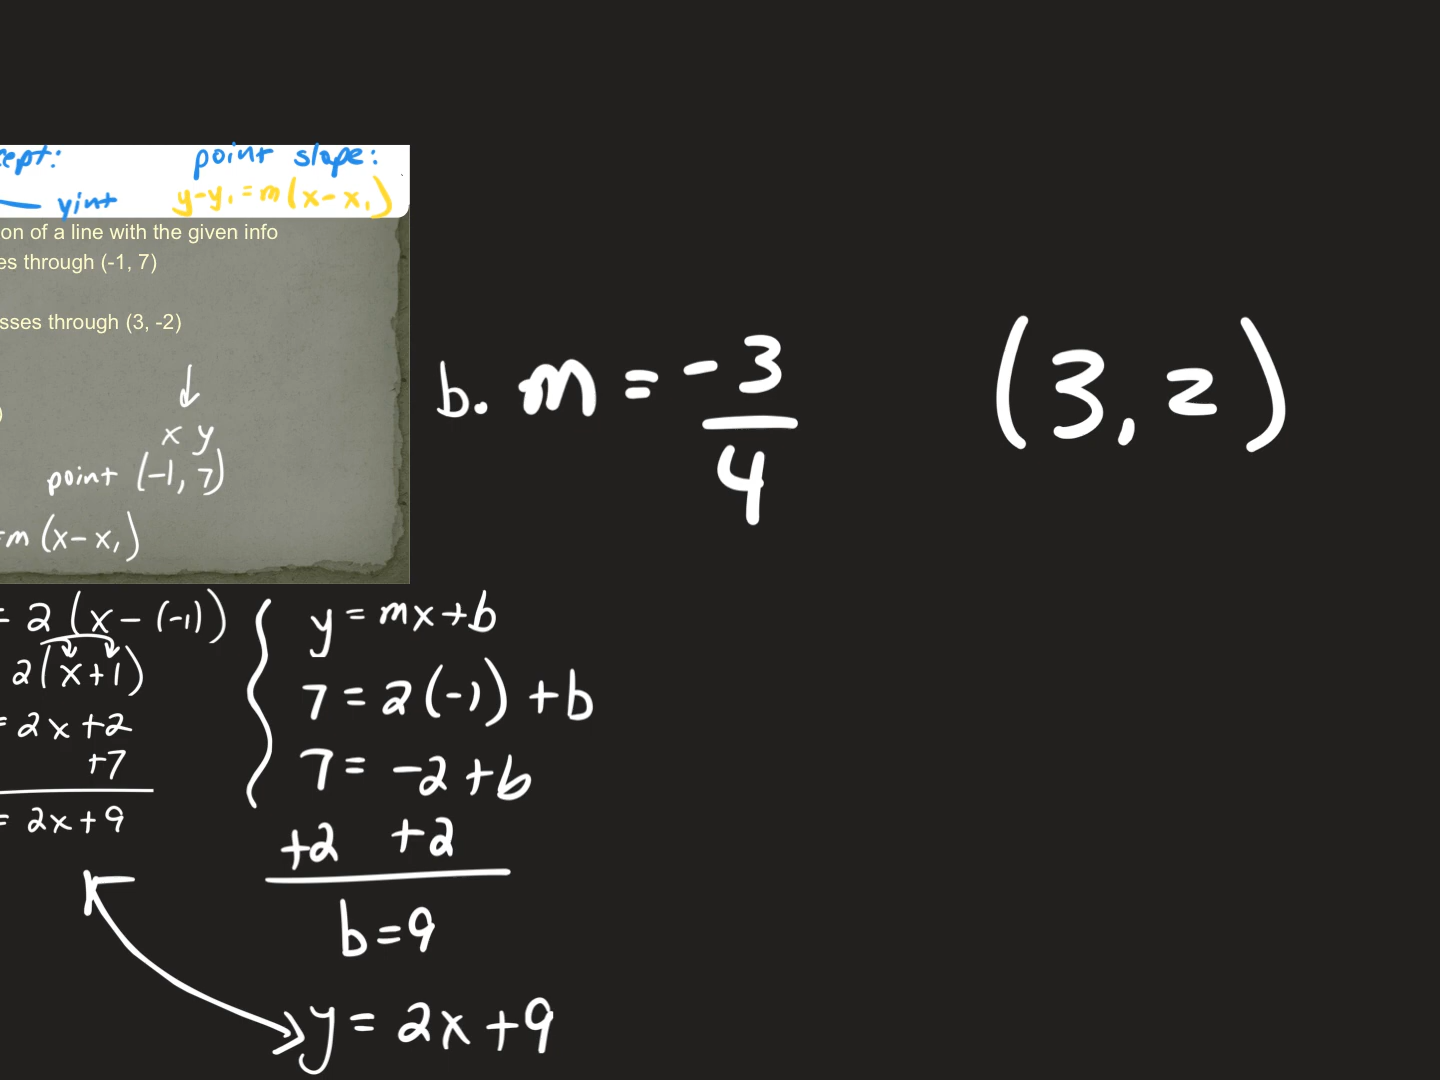 cept:
point slope:
yint
y-y₁=m(x-x₁)
on of a line with the given info
es through (-1, 7)
sses through (3, -2)
)
x y
point (-1, 7)
=m(x-x₁)
b. m = -3/4
(3, 2)
= 2(x-(-1))
2(x+1)
= 2x+2
+7
= 2x+9
y = mx+b
7 = 2(-1) +b
7 = -2 +b
+2 +2
b=9
y = 2x +9